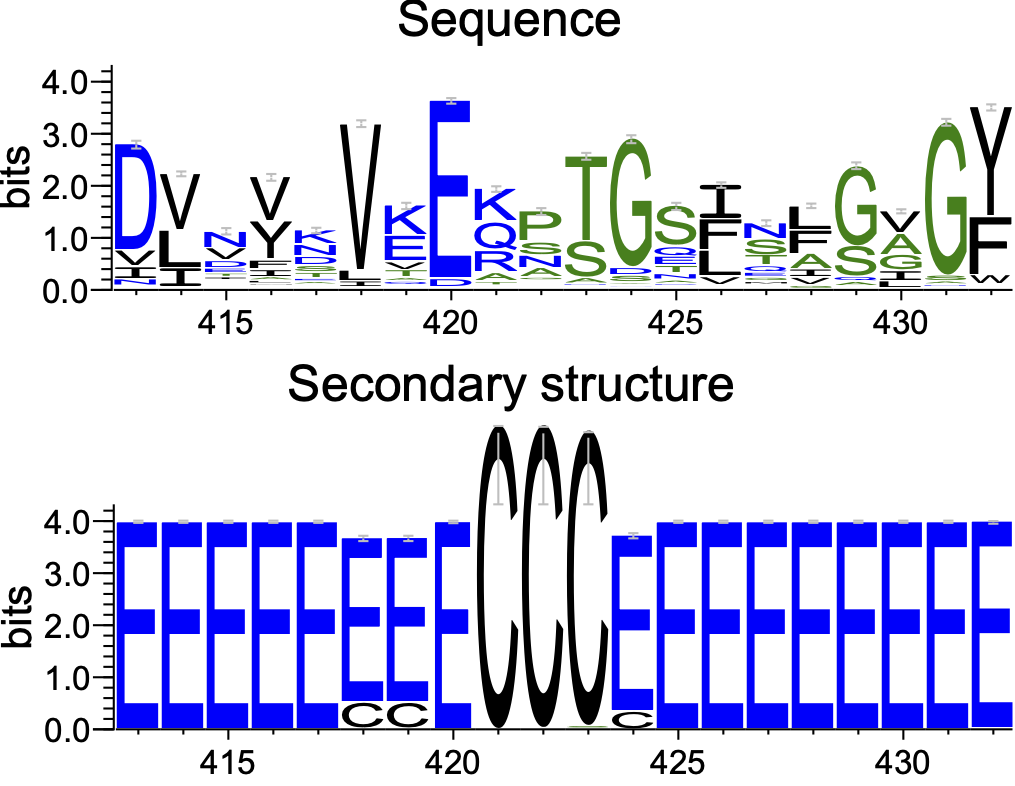 Sequence
bits
4.0
3.0
2.0
1.0
0.0
D V N V K V K E K P T G S I N L G V G Y
V L V Y N L E D Q S S D E F S F S A S F
I I D F D I V R N S Q L T A A G A W
N E I S T A A T V Q I I
415 420 425 430
Secondary structure
bits
4.0
3.0
2.0
1.0
0.0
E E E E E E E E C C C E E E E E E E E E
C C C
415 420 425 430